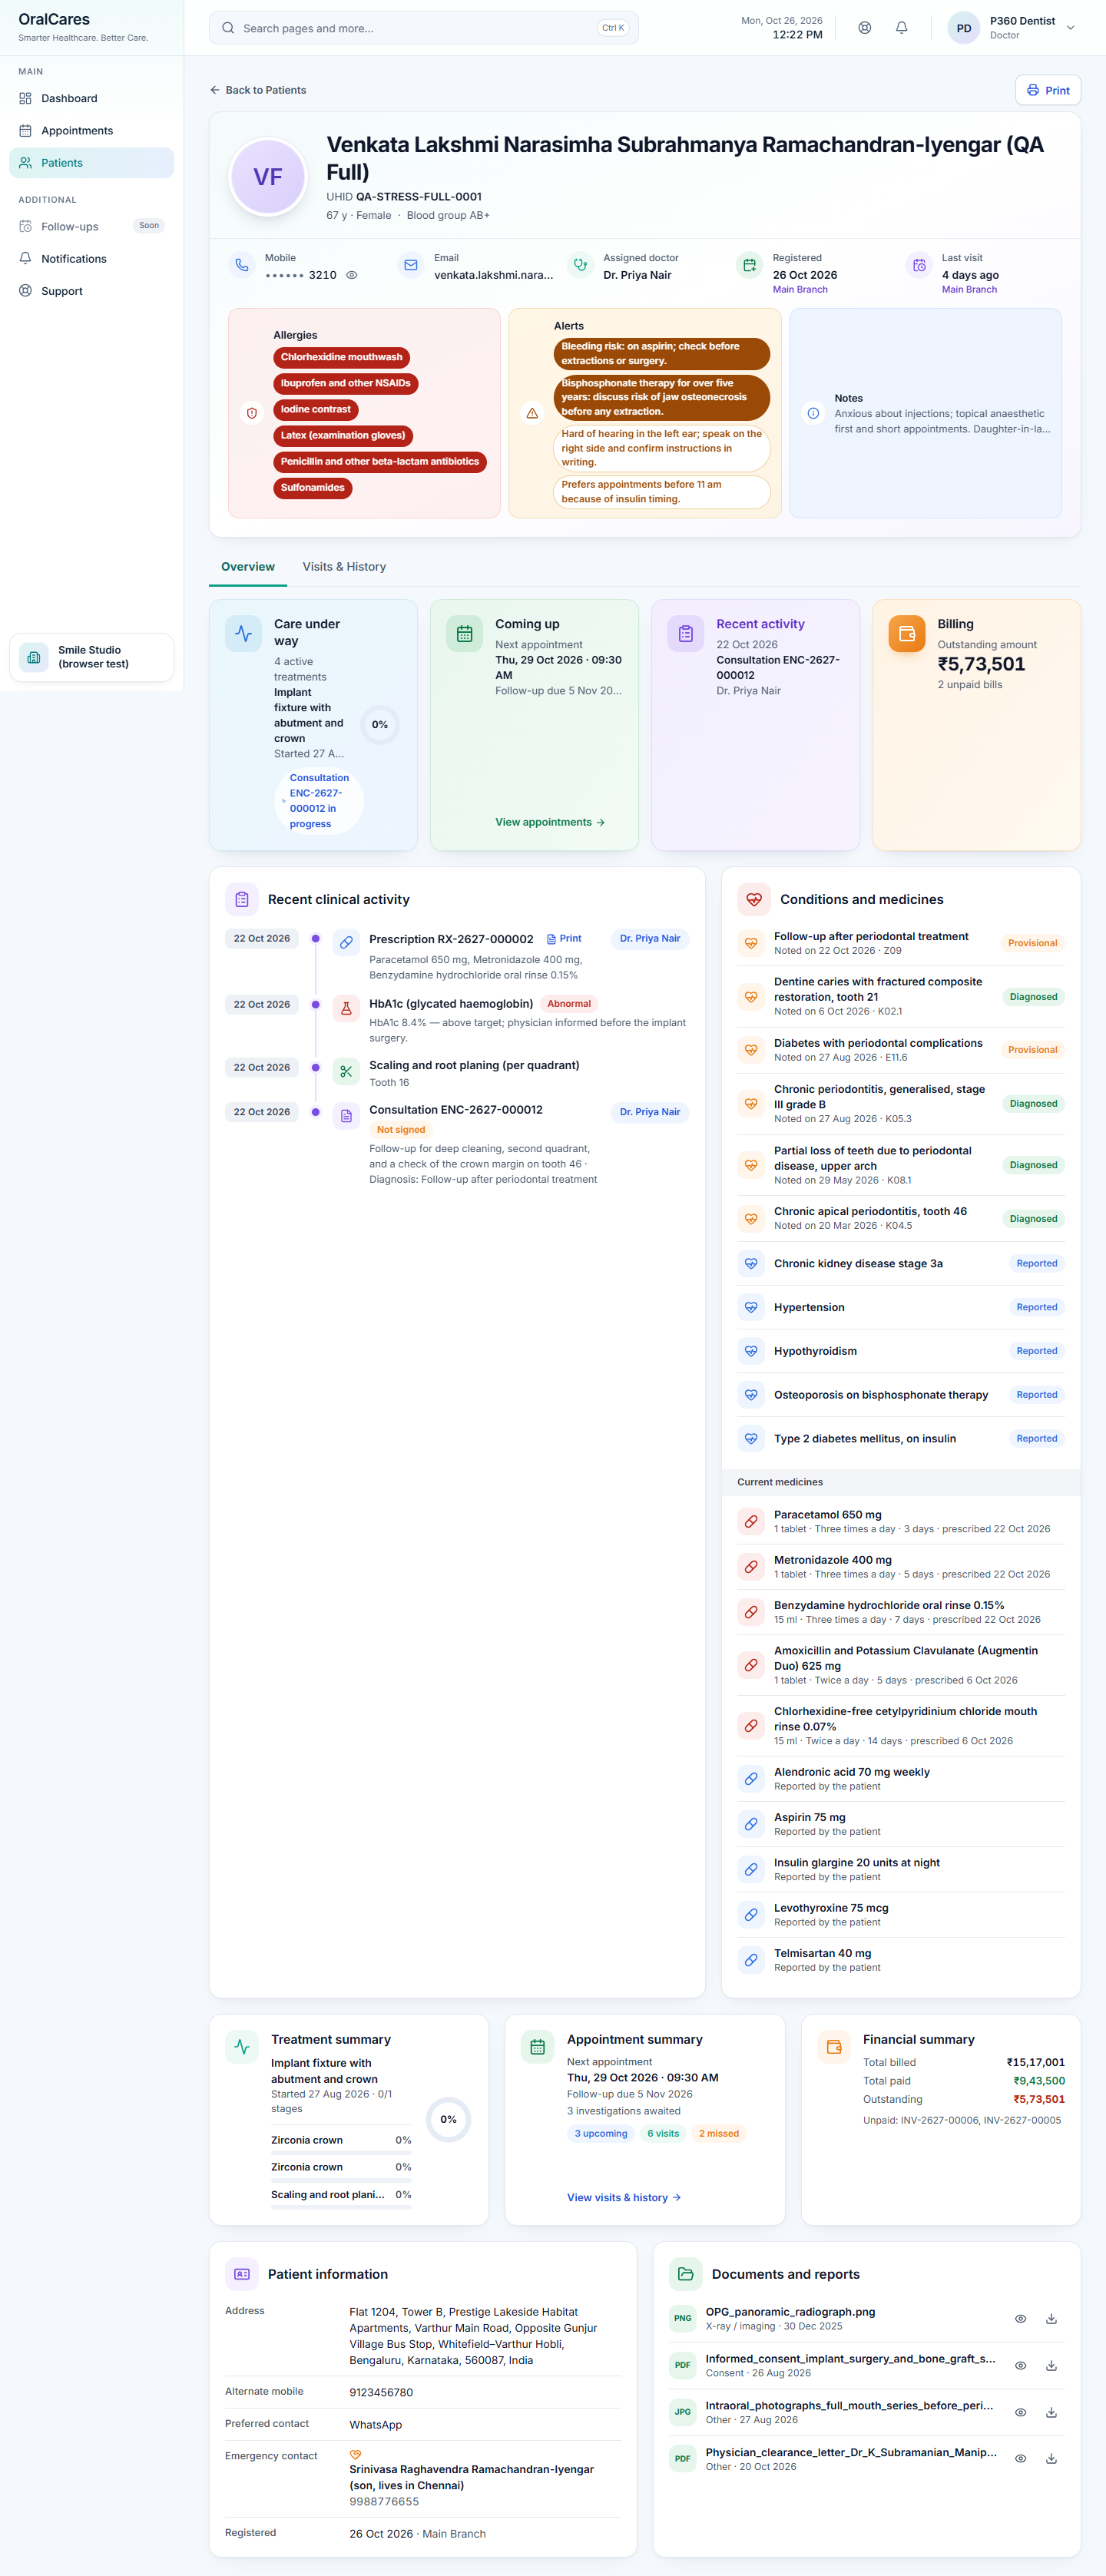 OralCares
Smarter Healthcare. Better Care.
Search pages and more...
Ctrl K
Mon, Oct 26, 2026
12:22 PM
PD
P360 Dentist
Doctor
MAIN
Dashboard
Appointments
Patients
ADDITIONAL
Follow-ups
Soon
Notifications
Support
Smile Studio
(browser test)
Back to Patients
Print
VF
Venkata Lakshmi Narasimha Subrahmanya Ramachandran-Iyengar (QA
Full)
UHID QA-STRESS-FULL-0001
67 y · Female · Blood group AB+
Mobile
•••••• 3210
Email
venkata.lakshmi.nara...
Assigned doctor
Dr. Priya Nair
Registered
26 Oct 2026
Main Branch
Last visit
4 days ago
Main Branch
Allergies
Chlorhexidine mouthwash
Ibuprofen and other NSAIDs
Iodine contrast
Latex (examination gloves)
Penicillin and other beta-lactam antibiotics
Sulfonamides
Alerts
Bleeding risk: on aspirin; check before
extractions or surgery.
Bisphosphonate therapy for over five
years: discuss risk of jaw osteonecrosis
before any extraction.
Hard of hearing in the left ear; speak on the
right side and confirm instructions in
writing.
Prefers appointments before 11 am
because of insulin timing.
Notes
Anxious about injections; topical anaesthetic
first and short appointments. Daughter-in-la...
Overview
Visits & History
Care under
way
4 active
treatments
Implant
fixture with
abutment and
crown
Started 27 A...
0%
Consultation
ENC-2627-
000012 in
progress
Coming up
Next appointment
Thu, 29 Oct 2026 · 09:30
AM
Follow-up due 5 Nov 20...
View appointments →
Recent activity
22 Oct 2026
Consultation ENC-2627-
000012
Dr. Priya Nair
Billing
Outstanding amount
₹5,73,501
2 unpaid bills
Recent clinical activity
22 Oct 2026
Prescription RX-2627-000002
Print
Dr. Priya Nair
Paracetamol 650 mg, Metronidazole 400 mg,
Benzydamine hydrochloride oral rinse 0.15%
22 Oct 2026
HbA1c (glycated haemoglobin)
Abnormal
HbA1c 8.4% — above target; physician informed before the implant
surgery.
22 Oct 2026
Scaling and root planing (per quadrant)
Tooth 16
22 Oct 2026
Consultation ENC-2627-000012
Dr. Priya Nair
Not signed
Follow-up for deep cleaning, second quadrant,
and a check of the crown margin on tooth 46 ·
Diagnosis: Follow-up after periodontal treatment
Conditions and medicines
Follow-up after periodontal treatment
Noted on 22 Oct 2026 · Z09
Provisional
Dentine caries with fractured composite
restoration, tooth 21
Noted on 6 Oct 2026 · K02.1
Diagnosed
Diabetes with periodontal complications
Noted on 27 Aug 2026 · E11.6
Provisional
Chronic periodontitis, generalised, stage
III grade B
Noted on 27 Aug 2026 · K05.3
Diagnosed
Partial loss of teeth due to periodontal
disease, upper arch
Noted on 29 May 2026 · K08.1
Diagnosed
Chronic apical periodontitis, tooth 46
Noted on 20 Mar 2026 · K04.5
Diagnosed
Chronic kidney disease stage 3a
Reported
Hypertension
Reported
Hypothyroidism
Reported
Osteoporosis on bisphosphonate therapy
Reported
Type 2 diabetes mellitus, on insulin
Reported
Current medicines
Paracetamol 650 mg
1 tablet · Three times a day · 3 days · prescribed 22 Oct 2026
Metronidazole 400 mg
1 tablet · Three times a day · 5 days · prescribed 22 Oct 2026
Benzydamine hydrochloride oral rinse 0.15%
15 ml · Three times a day · 7 days · prescribed 22 Oct 2026
Amoxicillin and Potassium Clavulanate (Augmentin
Duo) 625 mg
1 tablet · Twice a day · 5 days · prescribed 6 Oct 2026
Chlorhexidine-free cetylpyridinium chloride mouth
rinse 0.07%
15 ml · Twice a day · 14 days · prescribed 6 Oct 2026
Alendronic acid 70 mg weekly
Reported by the patient
Aspirin 75 mg
Reported by the patient
Insulin glargine 20 units at night
Reported by the patient
Levothyroxine 75 mcg
Reported by the patient
Telmisartan 40 mg
Reported by the patient
Treatment summary
Implant fixture with
abutment and crown
Started 27 Aug 2026 · 0/1
stages
0%
Zirconia crown 0%
Zirconia crown 0%
Scaling and root plani... 0%
Appointment summary
Next appointment
Thu, 29 Oct 2026 · 09:30 AM
Follow-up due 5 Nov 2026
3 investigations awaited
3 upcoming
6 visits
2 missed
View visits & history →
Financial summary
Total billed ₹15,17,001
Total paid ₹9,43,500
Outstanding ₹5,73,501
Unpaid: INV-2627-00006, INV-2627-00005
Patient information
Address
Flat 1204, Tower B, Prestige Lakeside Habitat
Apartments, Varthur Main Road, Opposite Gunjur
Village Bus Stop, Whitefield–Varthur Hobli,
Bengaluru, Karnataka, 560087, India
Alternate mobile
9123456780
Preferred contact
WhatsApp
Emergency contact
Srinivasa Raghavendra Ramachandran-Iyengar
(son, lives in Chennai)
9988776655
Registered
26 Oct 2026 · Main Branch
Documents and reports
PNG
OPG_panoramic_radiograph.png
X-ray / imaging · 30 Dec 2025
PDF
Informed_consent_implant_surgery_and_bone_graft_s...
Consent · 26 Aug 2026
JPG
Intraoral_photographs_full_mouth_series_before_peri...
Other · 27 Aug 2026
PDF
Physician_clearance_letter_Dr_K_Subramanian_Manip...
Other · 20 Oct 2026